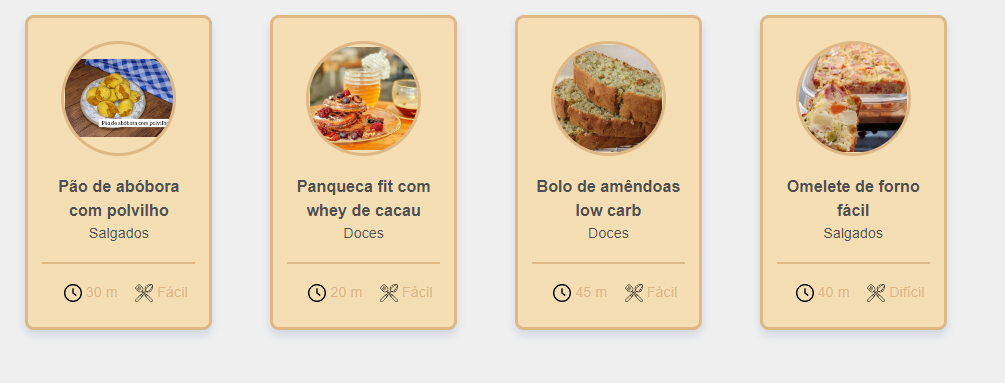 Pão de abóbora com polvilho
Pão de abóbora
com polvilho
Salgados
30 m Fácil
Panqueca fit com
whey de cacau
Doces
20 m Fácil
Bolo de amêndoas
low carb
Doces
45 m Fácil
Omelete de forno
fácil
Salgados
40 m Difícil